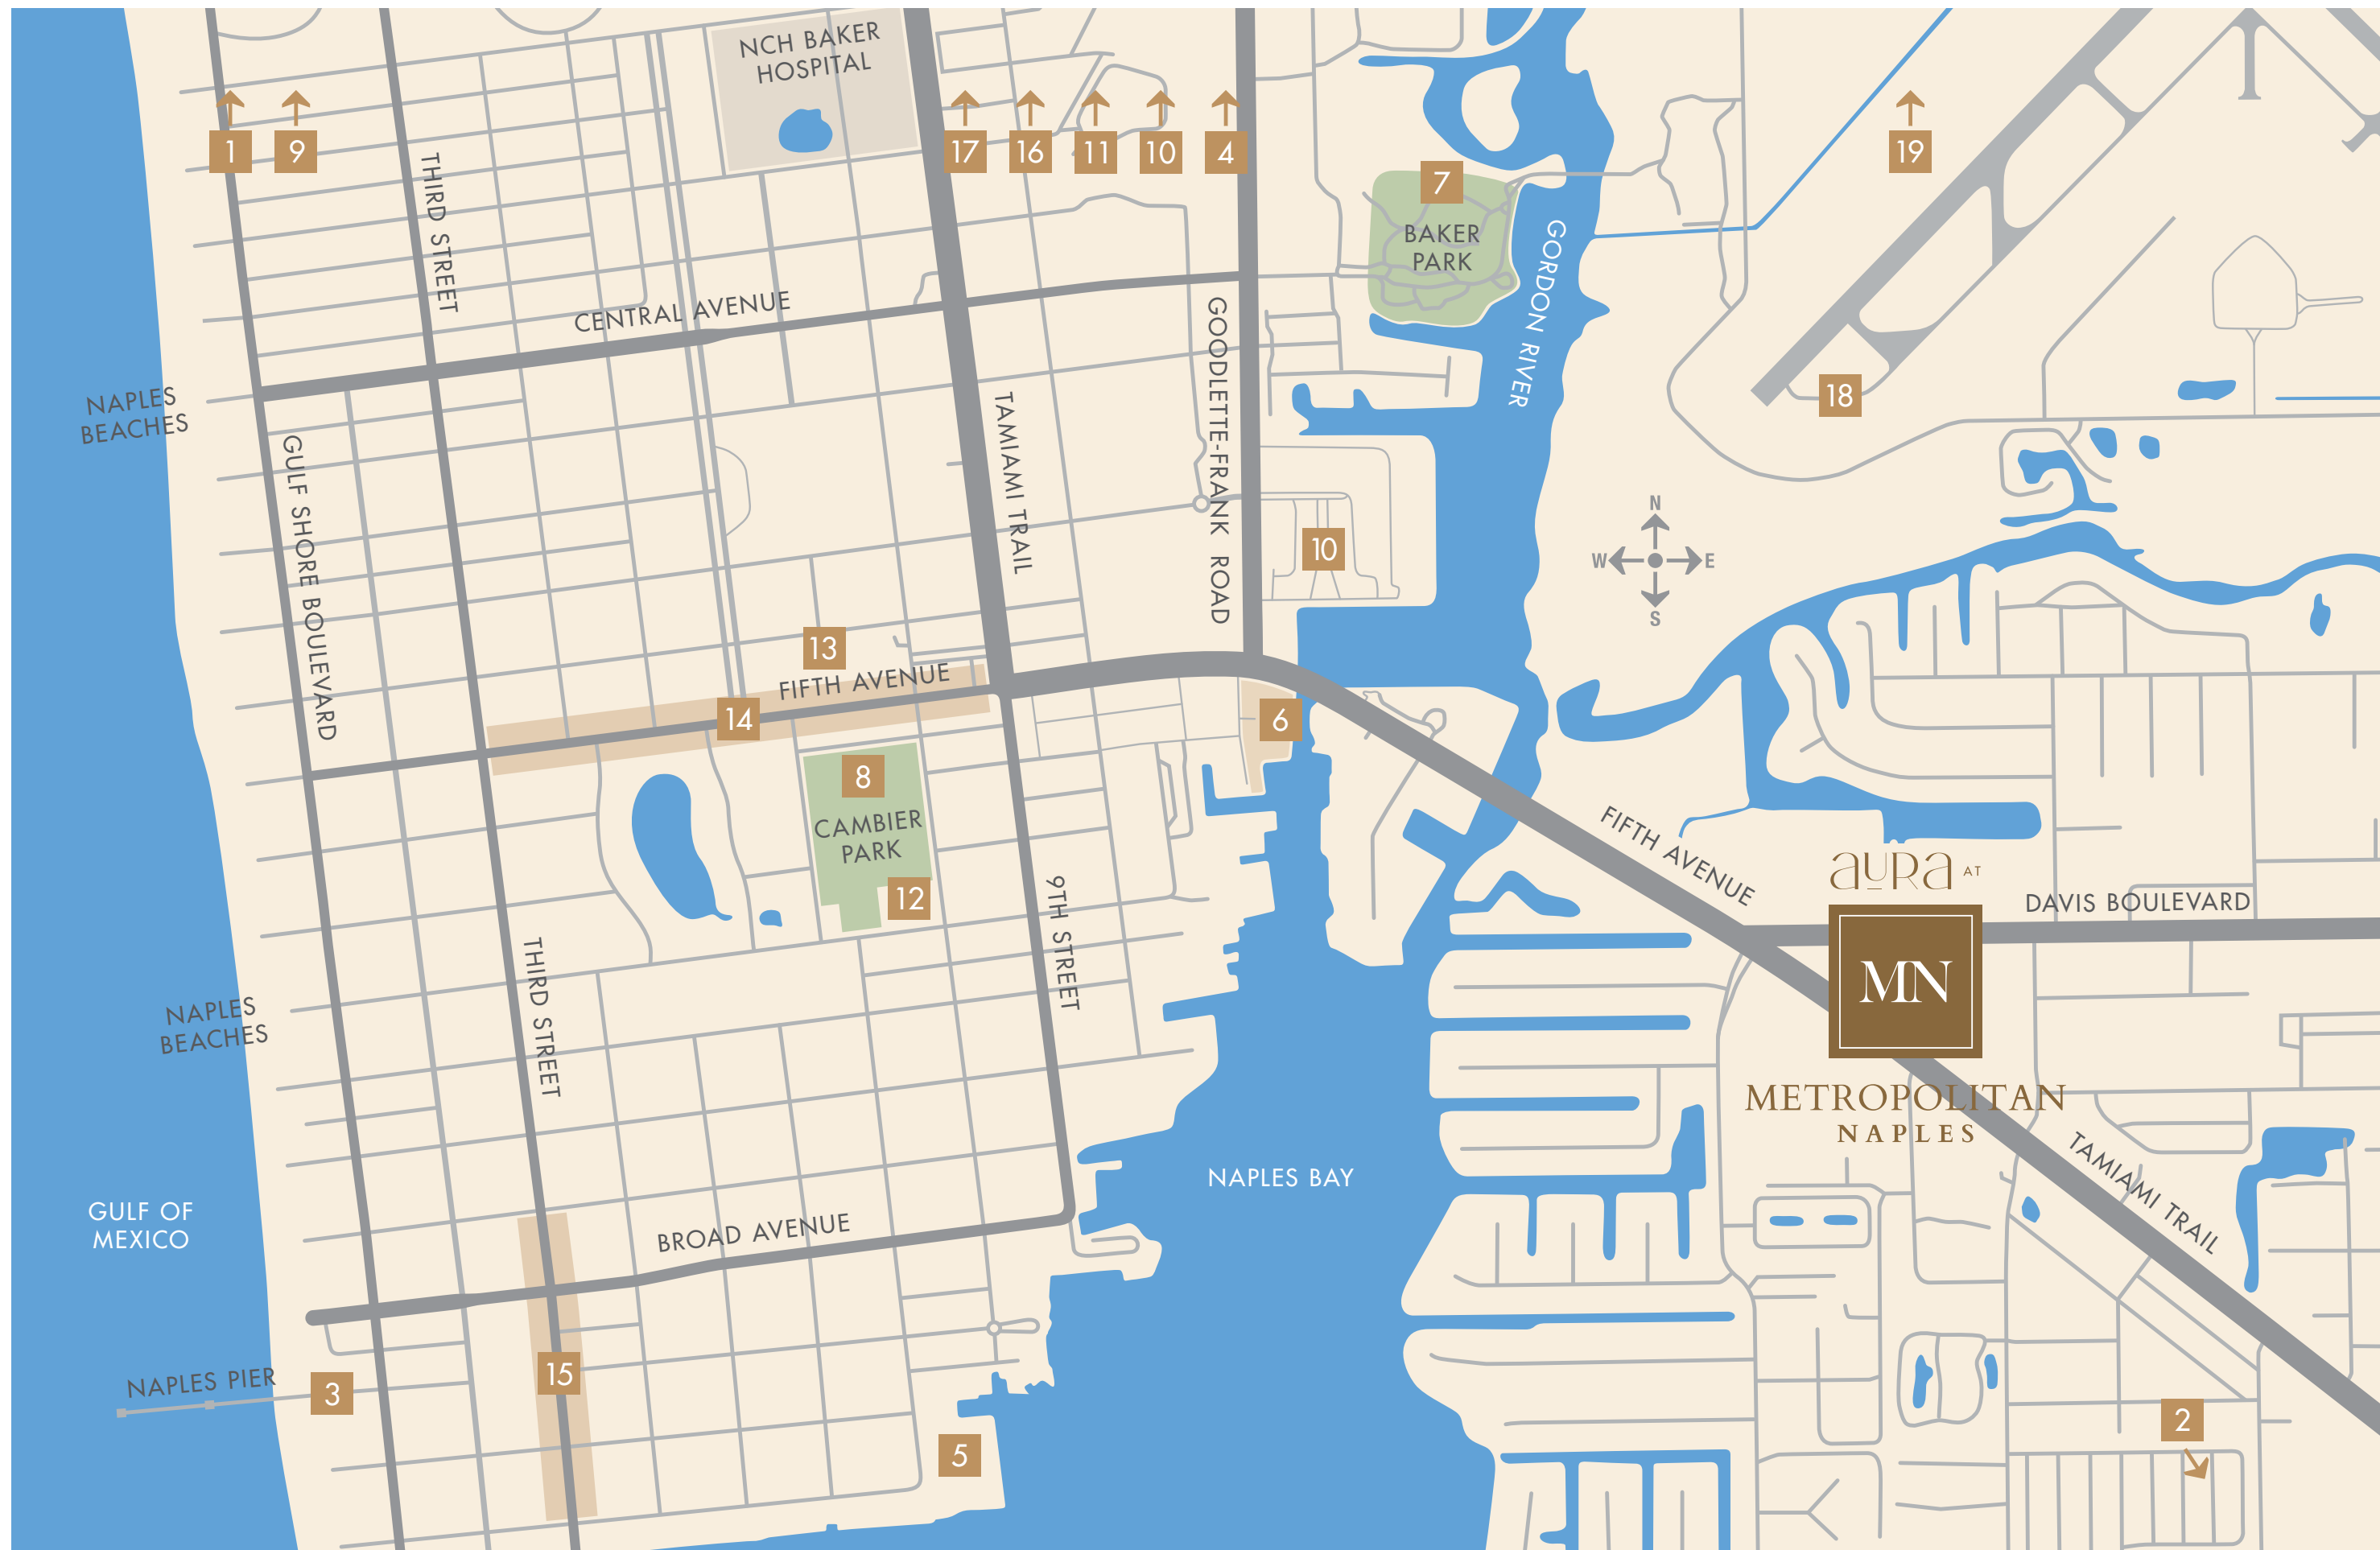 NCH BAKER
HOSPITAL
1
9
17
16
11
10
4
19
7
BAKER
PARK
THIRD STREET
GORDON RIVER
CENTRAL AVENUE
GOODLETTE-FRANK ROAD
18
NAPLES
BEACHES
GULF SHORE BOULEVARD
TAMIAMI TRAIL
10
N
W
E
S
13
FIFTH AVENUE
14
6
8
CAMBIER
PARK
12
FIFTH AVENUE
aura AT
DAVIS BOULEVARD
MN
METROPOLITAN
NAPLES
9TH STREET
THIRD STREET
NAPLES
BEACHES
NAPLES BAY
TAMIAMI TRAIL
GULF OF
MEXICO
BROAD AVENUE
NAPLES PIER
3
15
5
2